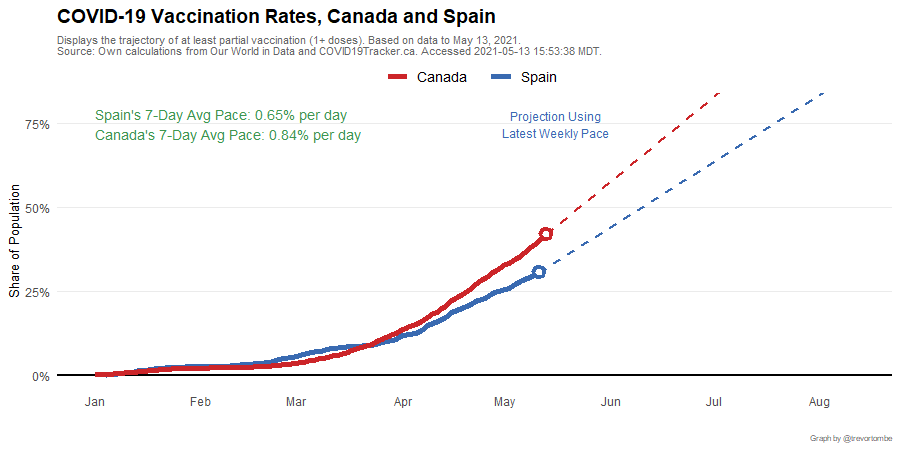 COVID-19 Vaccination Rates, Canada and Spain
Displays the trajectory of at least partial vaccination (1+ doses). Based on data to May 13, 2021.
Source: Own calculations from Our World in Data and COVID19Tracker.ca. Accessed 2021-05-13 15:53:38 MDT.
Canada Spain
Spain's 7-Day Avg Pace: 0.65% per day
Canada's 7-Day Avg Pace: 0.84% per day
Projection Using
Latest Weekly Pace
Share of Population
75%
50%
25%
0%
Jan Feb Mar Apr May Jun Jul Aug
Graph by @trevortombe